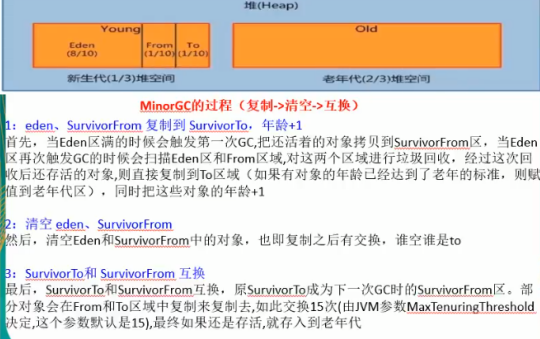 堆(Heap)
Young
Old
Eden
(8/10)
From
(1/10)
To
(1/10)
新生代(1/3)堆空间
老年代(2/3)堆空间
MinorGC的过程（复制->清空->互换）
1：eden、SurvivorFrom 复制到 SurvivorTo，年龄+1
首先，当Eden区满的时候会触发第一次GC,把还活着的对象拷贝到SurvivorFrom区，当Eden
区再次触发GC的时候会扫描Eden区和From区域,对这两个区域进行垃圾回收，经过这次回
收后还存活的对象,则直接复制到To区域（如果有对象的年龄已经达到了老年的标准，则赋
值到老年代区），同时把这些对象的年龄+1
2：清空 eden、SurvivorFrom
然后，清空Eden和SurvivorFrom中的对象，也即复制之后有交换，谁空谁是to
3：SurvivorTo和 SurvivorFrom 互换
最后，SurvivorTo和SurvivorFrom互换，原SurvivorTo成为下一次GC时的SurvivorFrom区。部
分对象会在From和To区域中复制来复制去,如此交换15次(由JVM参数MaxTenuringThreshold
决定,这个参数默认是15),最终如果还是存活,就存入到老年代